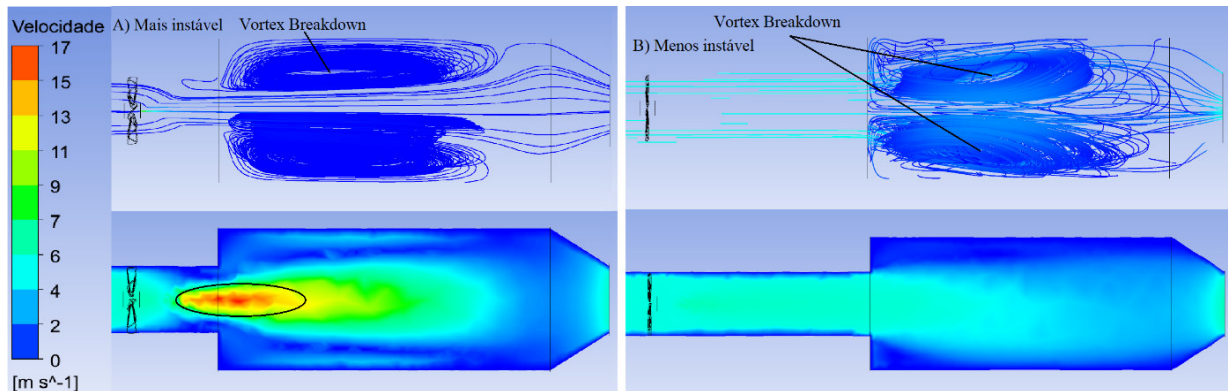 Velocidade
17
15
13
11
9
7
6
4
2
0
[m s^-1]
A) Mais instável
Vortex Breakdown
Vortex Breakdown
B) Menos instável